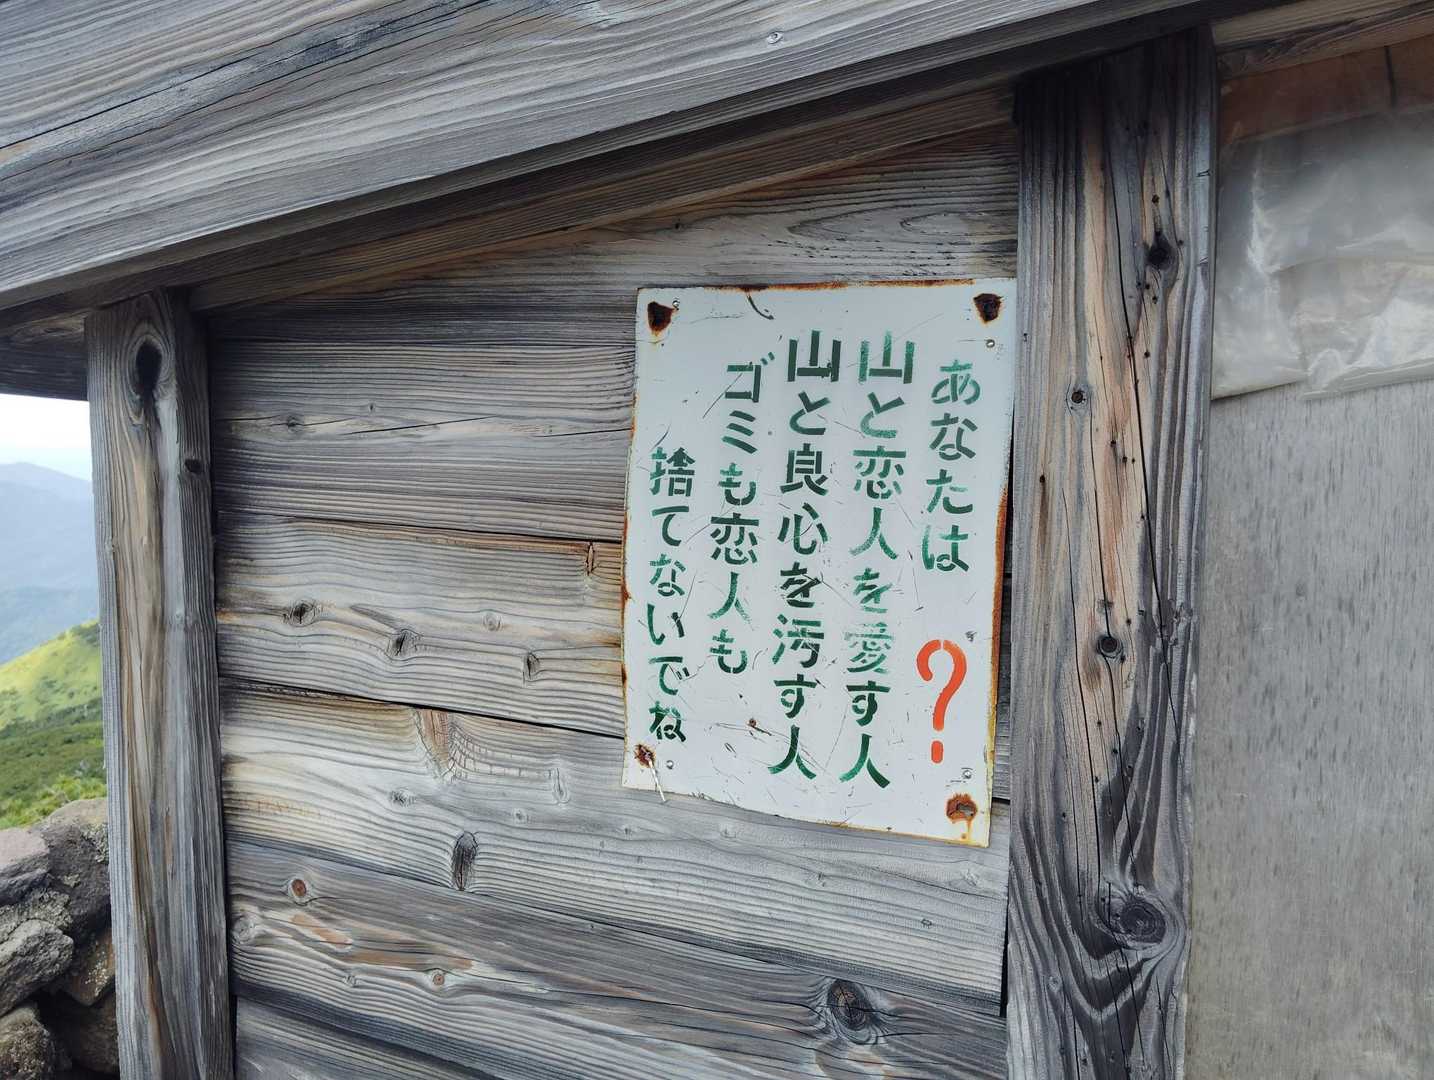 あなたは ?
山と恋人を愛す人
山と良心を汚す人
ゴミも恋人も
捨てないでね